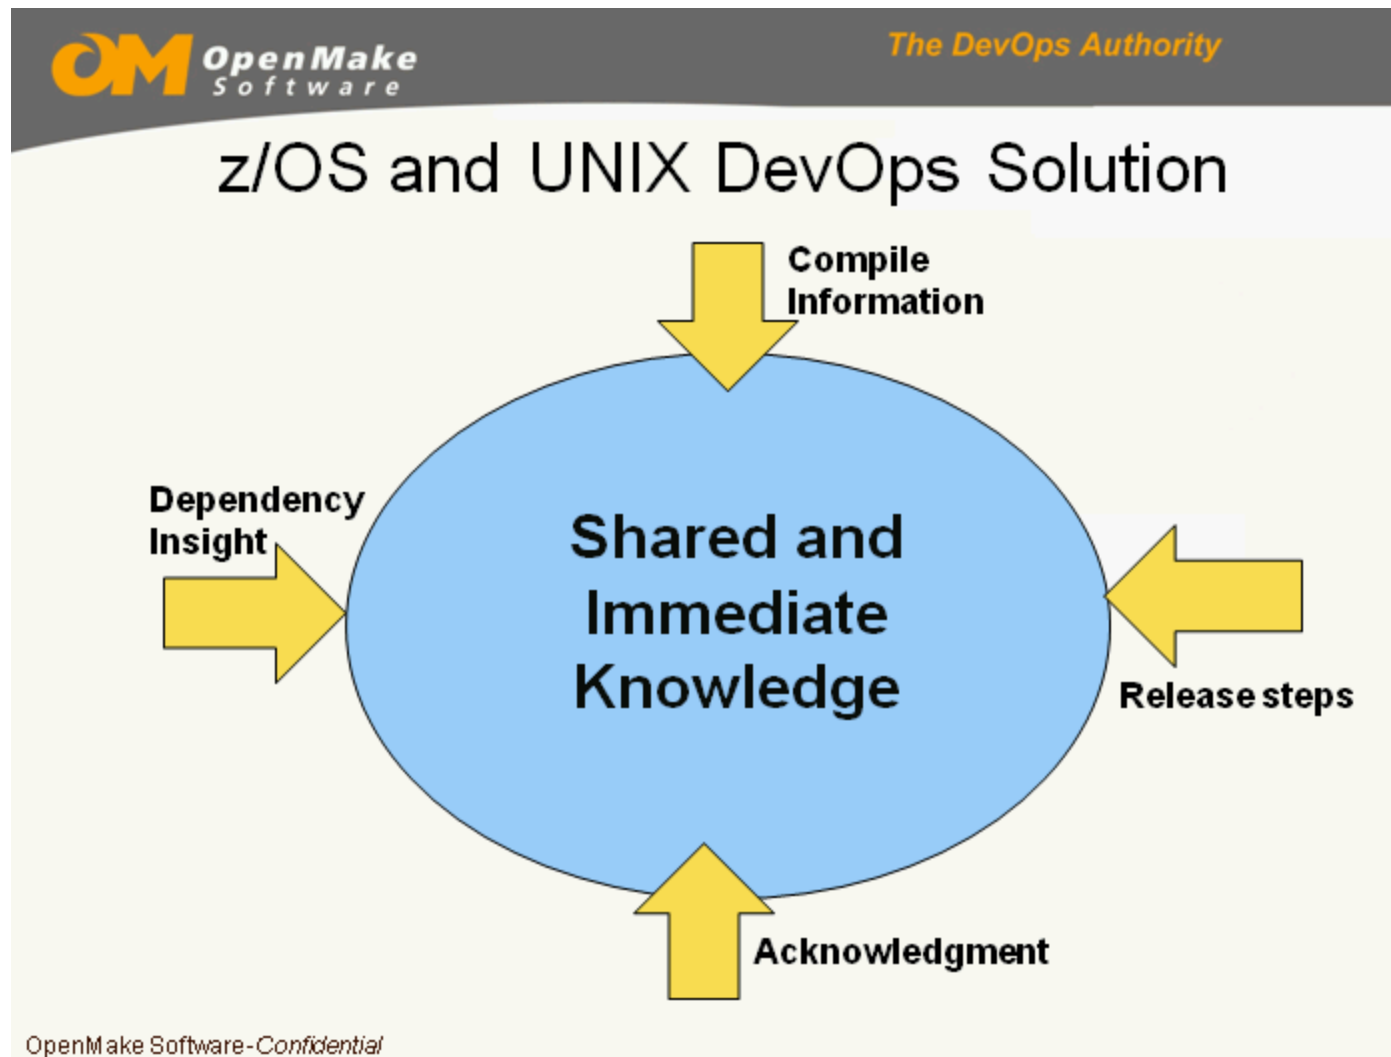 OM OpenMake
Software
The DevOps Authority
z/OS and UNIX DevOps Solution
Compile
Information
Dependency
Insight
Shared and
Immediate
Knowledge
Release steps
Acknowledgment
OpenMake Software-Confidential